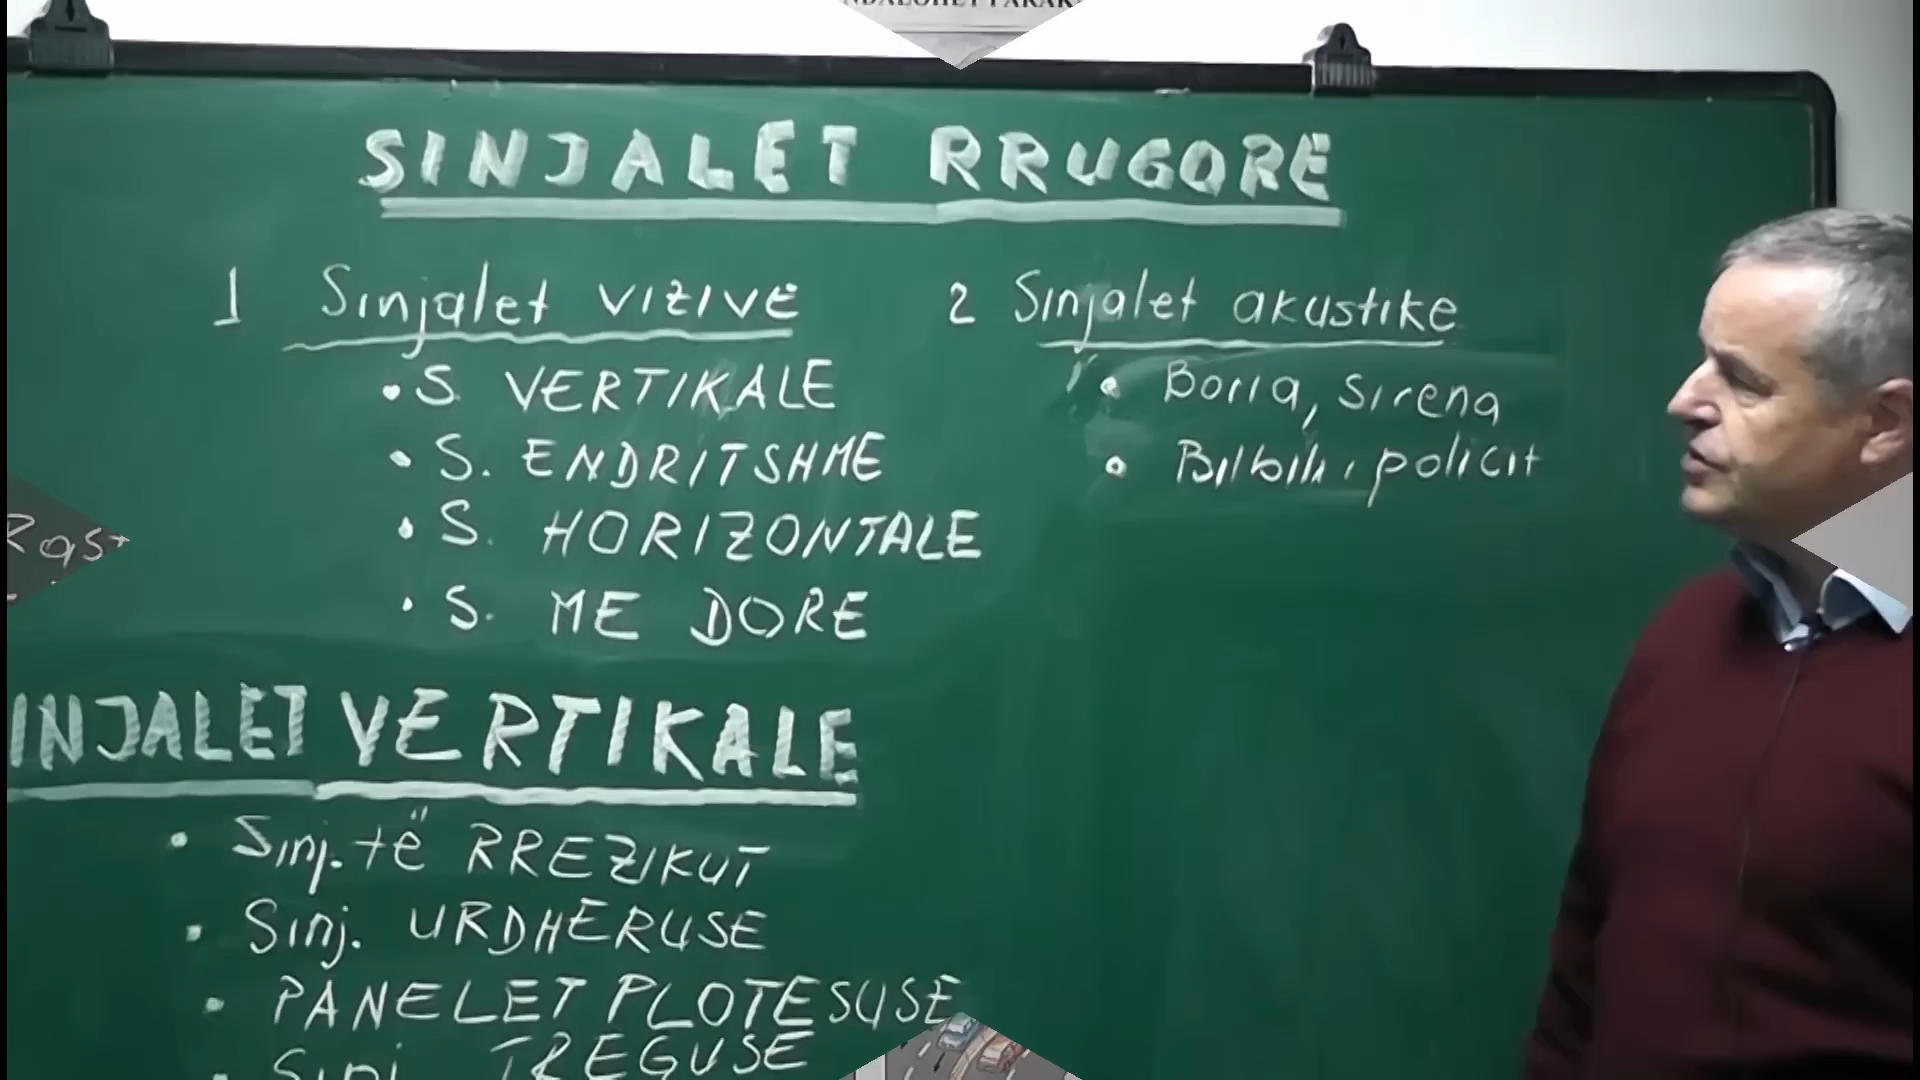 SINJALET RRUGORE
1 Sinjalet VIZIVE
• S VERTIKALE
• S. ENDRITSHME
• S. HORIZONTALE
• S. ME DORE
2 Sinjalet akustike
• Boria, sirena
• Bilbili i policit
INJALET VERTIKALE
• Sinj. të RREZIKUT
• Sinj. URDHERUSE
• PANELET PLOTESUSE
• Sinj. TREGUSE